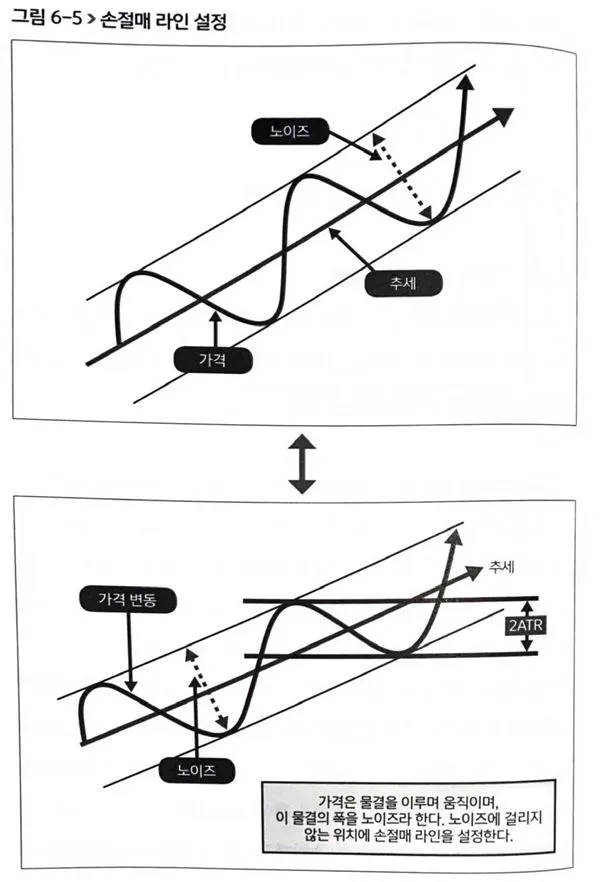 그림 6-5 > 손절매 라인 설정
노이즈
추세
가격
추세
가격 변동
2ATR
노이즈
가격은 물결을 이루며 움직이며,
이 물결의 폭을 노이즈라 한다. 노이즈에 걸리지
않는 위치에 손절매 라인을 설정한다.